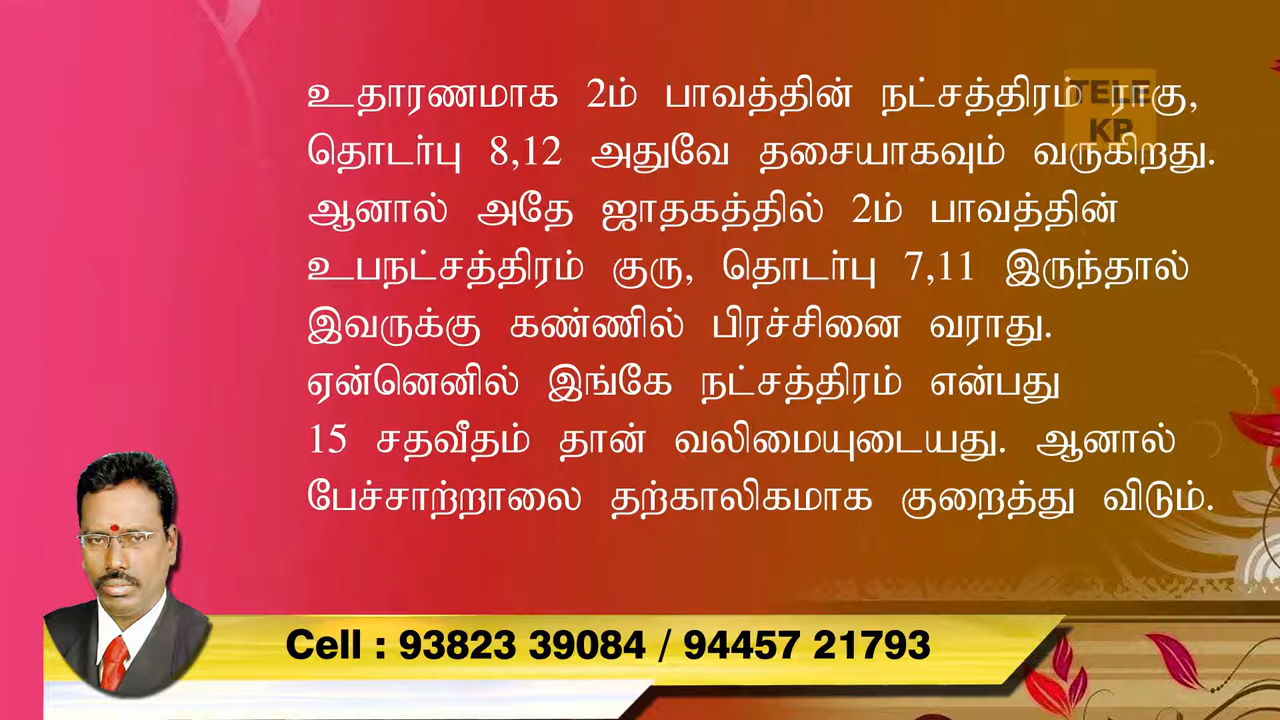 உதாரணமாக 2ம் பாவத்தின் நட்சத்திரம் ராகு,
தொடர்பு 8,12 அதுவே தசையாகவும் வருகிறது.
ஆனால் அதே ஜாதகத்தில் 2ம் பாவத்தின்
உபநட்சத்திரம் குரு, தொடர்பு 7,11 இருந்தால்
இவருக்கு கண்ணில் பிரச்சினை வராது.
ஏன்னெனில் இங்கே நட்சத்திரம் என்பது
15 சதவீதம் தான் வலிமையுடையது. ஆனால்
பேச்சாற்றாலை தற்காலிகமாக குறைத்து விடும்.
TELE
KP
Cell : 93823 39084 / 94457 21793